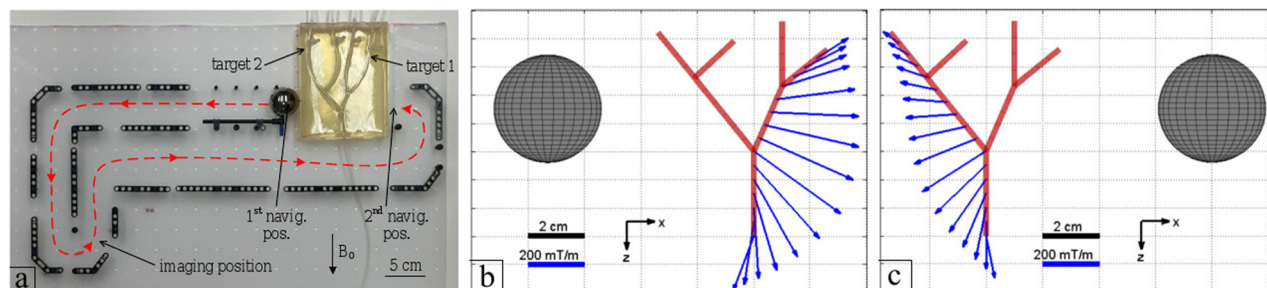 target 2
target 1
1st navig. pos.
2nd navig. pos.
imaging position
B0
5 cm
a
2 cm
200 mT/m
x
z
b
2 cm
200 mT/m
x
z
c